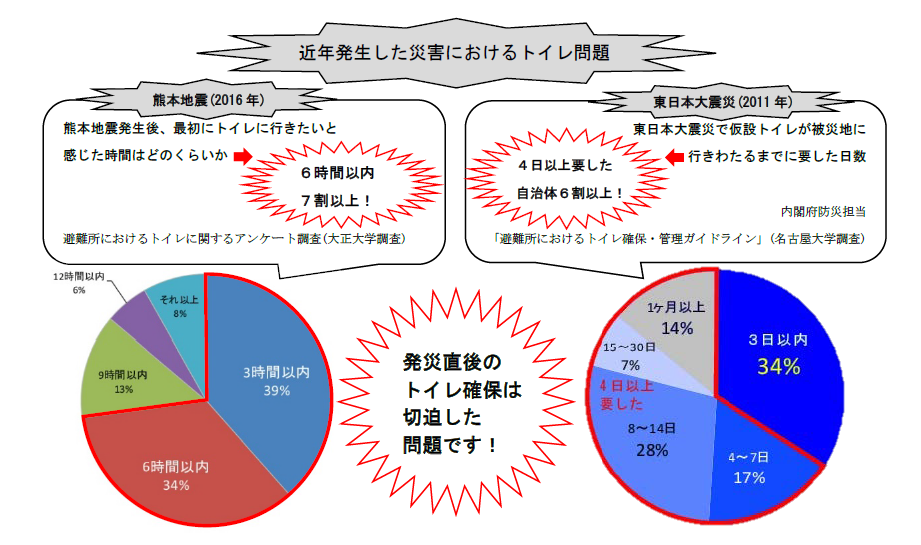 近年発生した災害におけるトイレ問題
熊本地震(2016年)
熊本地震発生後、最初にトイレに行きたいと
感じた時間はどのくらいか
6時間以内
7割以上！
避難所におけるトイレに関するアンケート調査(大正大学調査)
東日本大震災(2011年)
東日本大震災で仮設トイレが被災地に
行きわたるまでに要した日数
4日以上要した
自治体6割以上！
内閣府防災担当
「避難所におけるトイレ確保・管理ガイドライン」(名古屋大学調査)
12時間以内
6%
それ以上
8%
9時間以内
13%
3時間以内
39%
6時間以内
34%
発災直後の
トイレ確保は
切迫した
問題です！
1ヶ月以上
14%
15～30日
7%
4日以上
要した
8～14日
28%
3日以内
34%
4～7日
17%